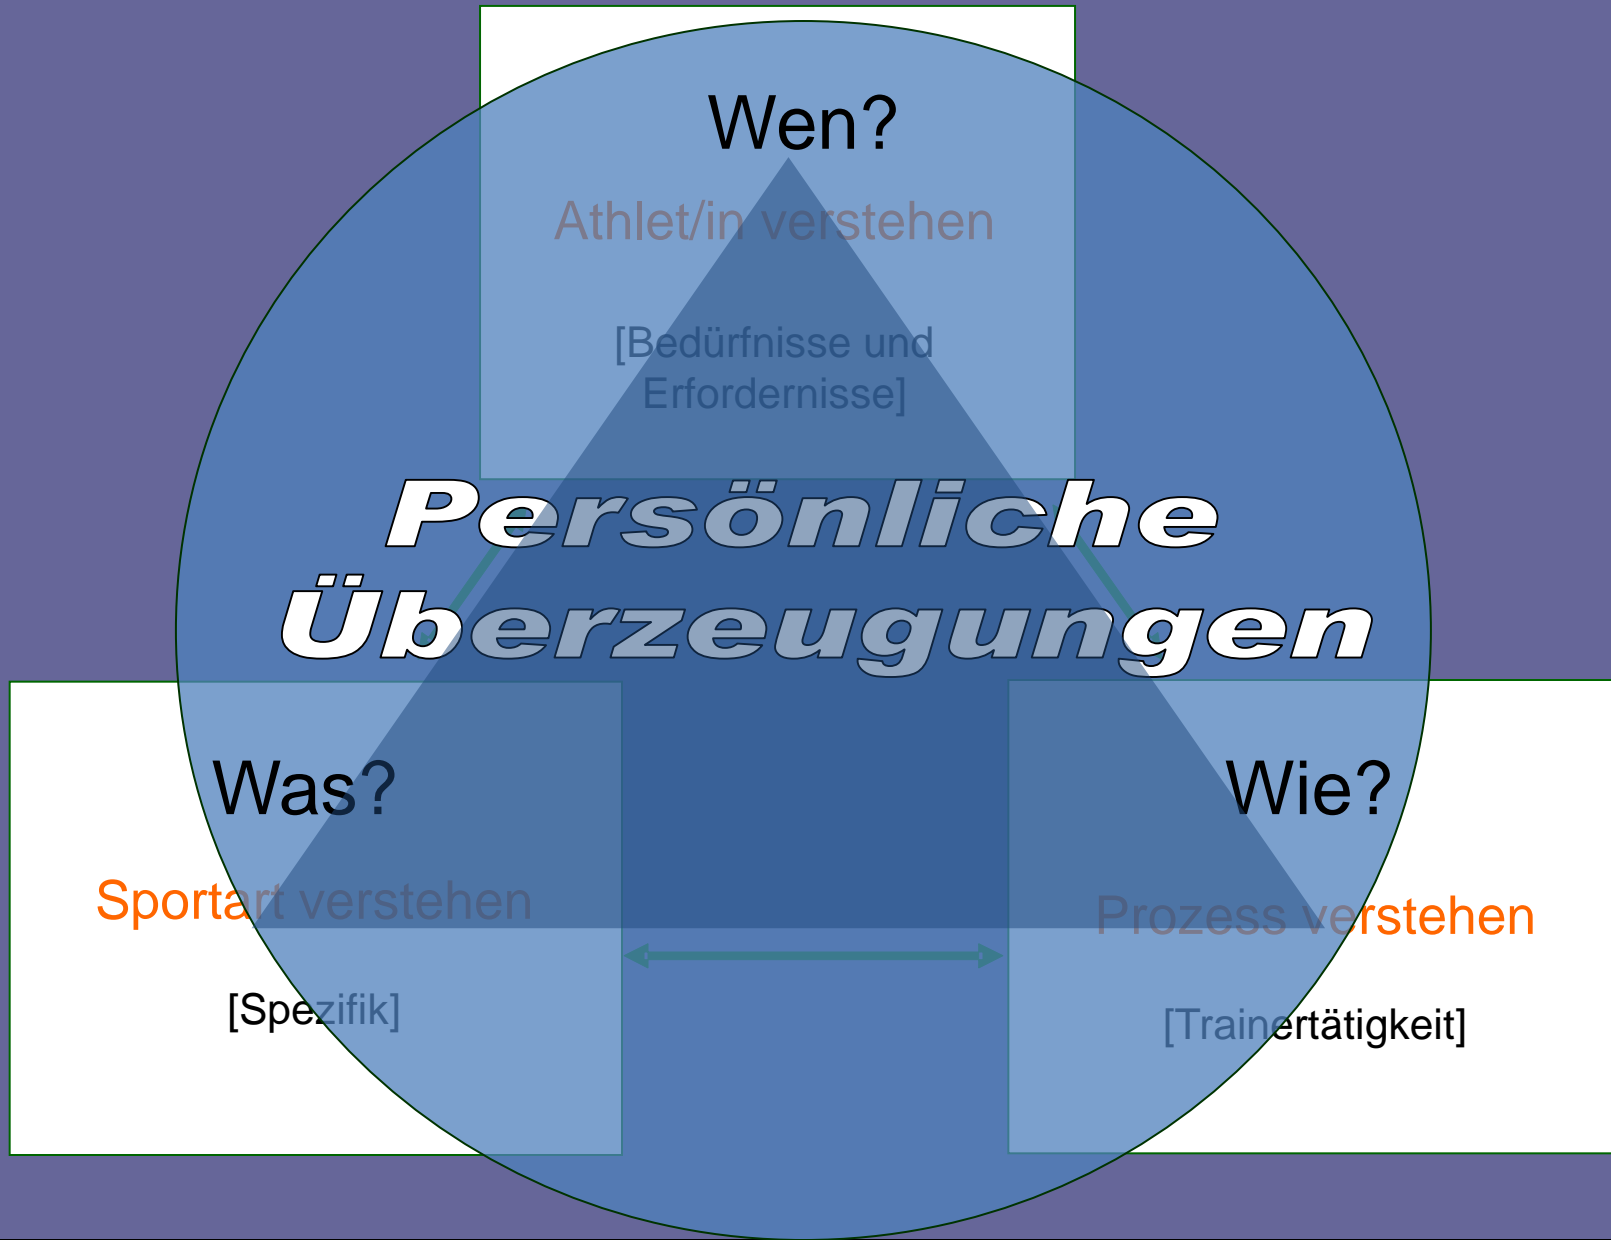 Wen?
Athlet/in verstehen
[Bedürfnisse und
Erfordernisse]
Persönliche
Überzeugungen
Was?
Sportart verstehen
[Spezifik]
Wie?
Prozess verstehen
[Trainertätigkeit]